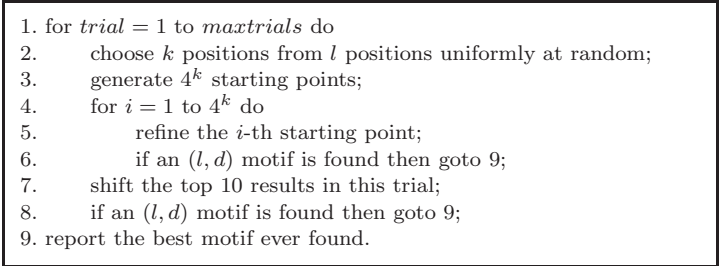 1. for trial = 1 to maxtrials do
2. choose k positions from l positions uniformly at random;
3. generate 4^k starting points;
4. for i = 1 to 4^k do
5. refine the i-th starting point;
6. if an (l, d) motif is found then goto 9;
7. shift the top 10 results in this trial;
8. if an (l, d) motif is found then goto 9;
9. report the best motif ever found.